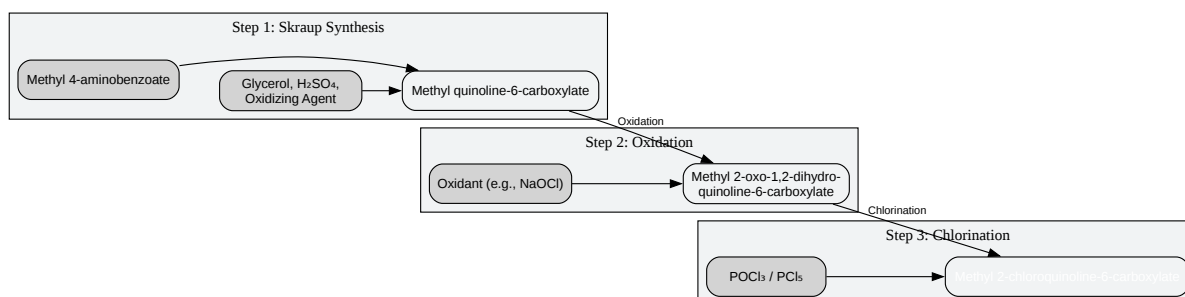 Step 1: Skraup Synthesis
Methyl 4-aminobenzoate
Glycerol, H₂SO₄,
Oxidizing Agent
Methyl quinoline-6-carboxylate
Oxidation
Step 2: Oxidation
Oxidant (e.g., NaOCl)
Methyl 2-oxo-1,2-dihydro-
quinoline-6-carboxylate
Chlorination
Step 3: Chlorination
POCl₃ / PCl₅
Methyl 2-chloroquinoline-6-carboxylate